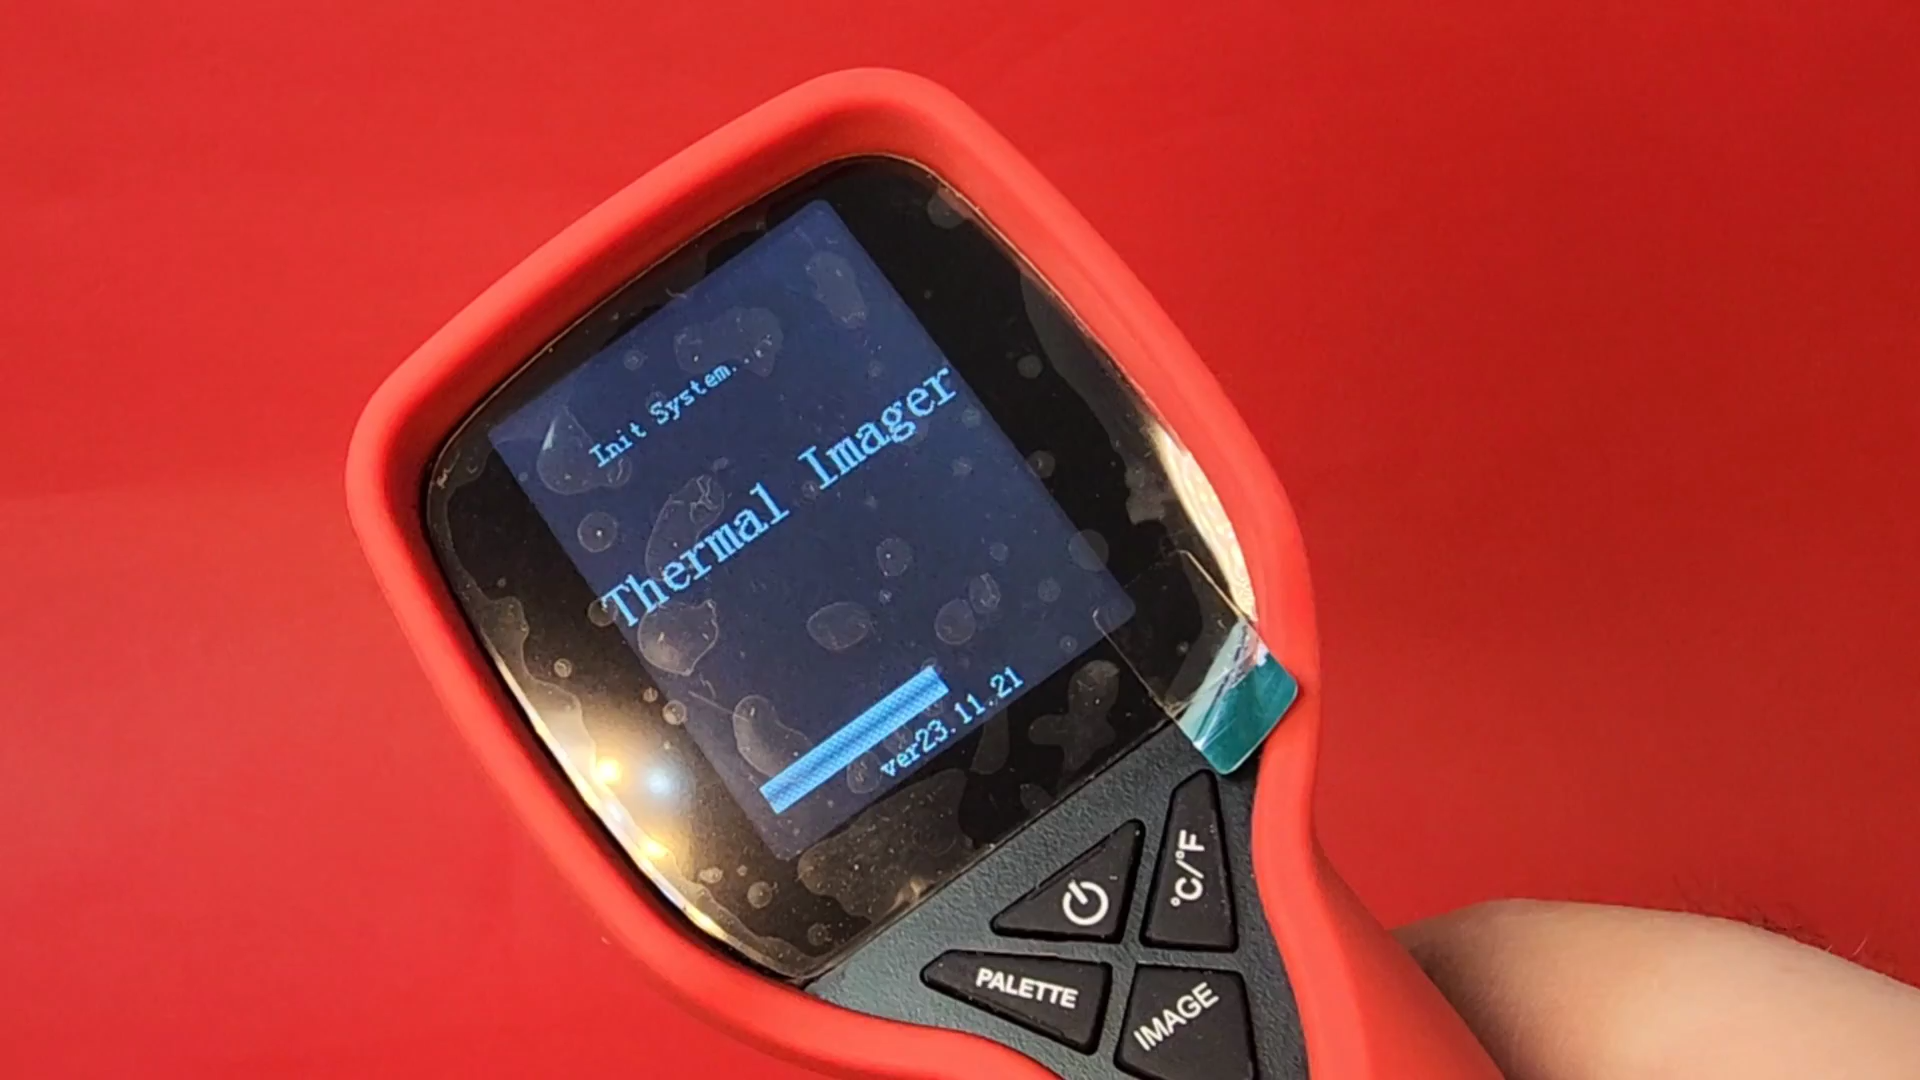 Init System...
Thermal Imager
ver23.11.21
°C/°F
PALETTE
IMAGE